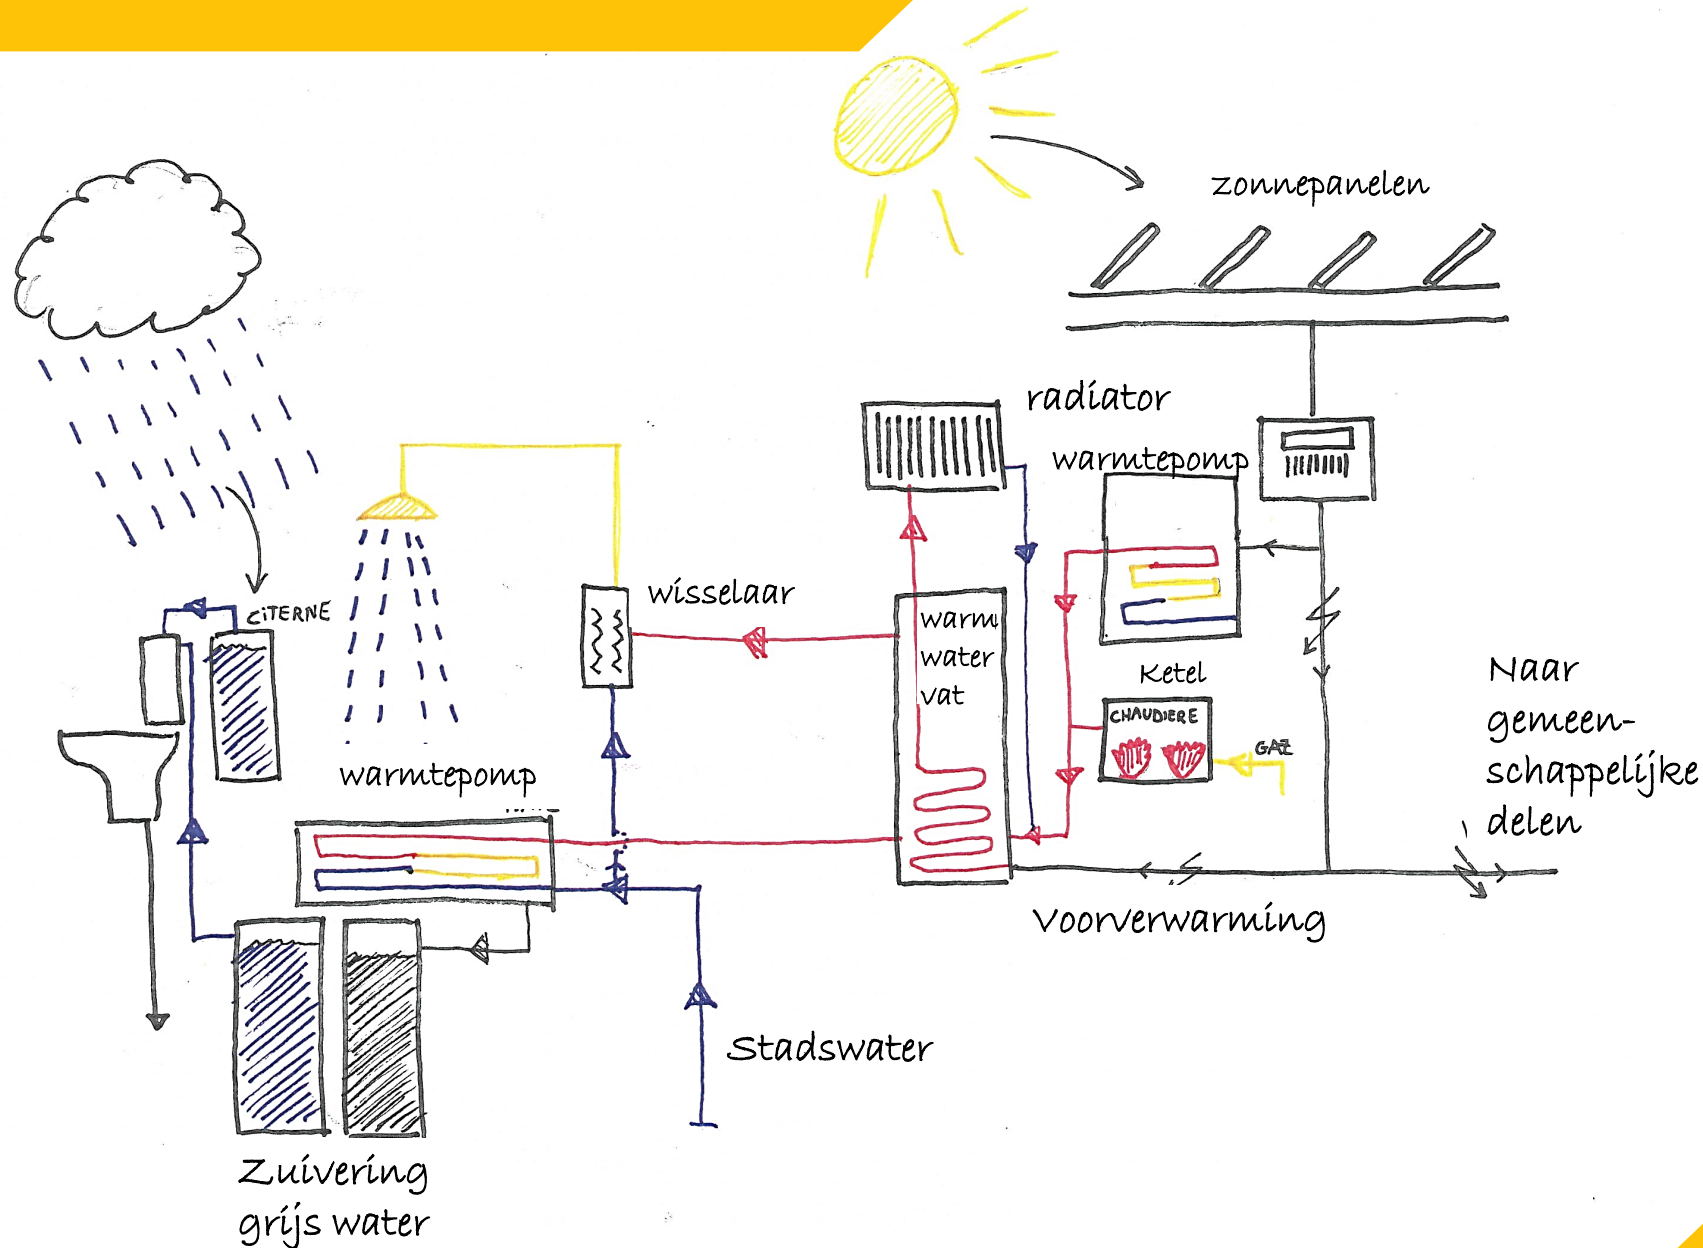 zonnepanelen
radiator
warmtepomp
wisselaar
CITERNE
warm
water
vat
Ketel
CHAUDIERE
GAZ
Naar
gemeen-
schappelijke
delen
warmtepomp
Voorverwarming
Stadswater
Zuivering
grijs water